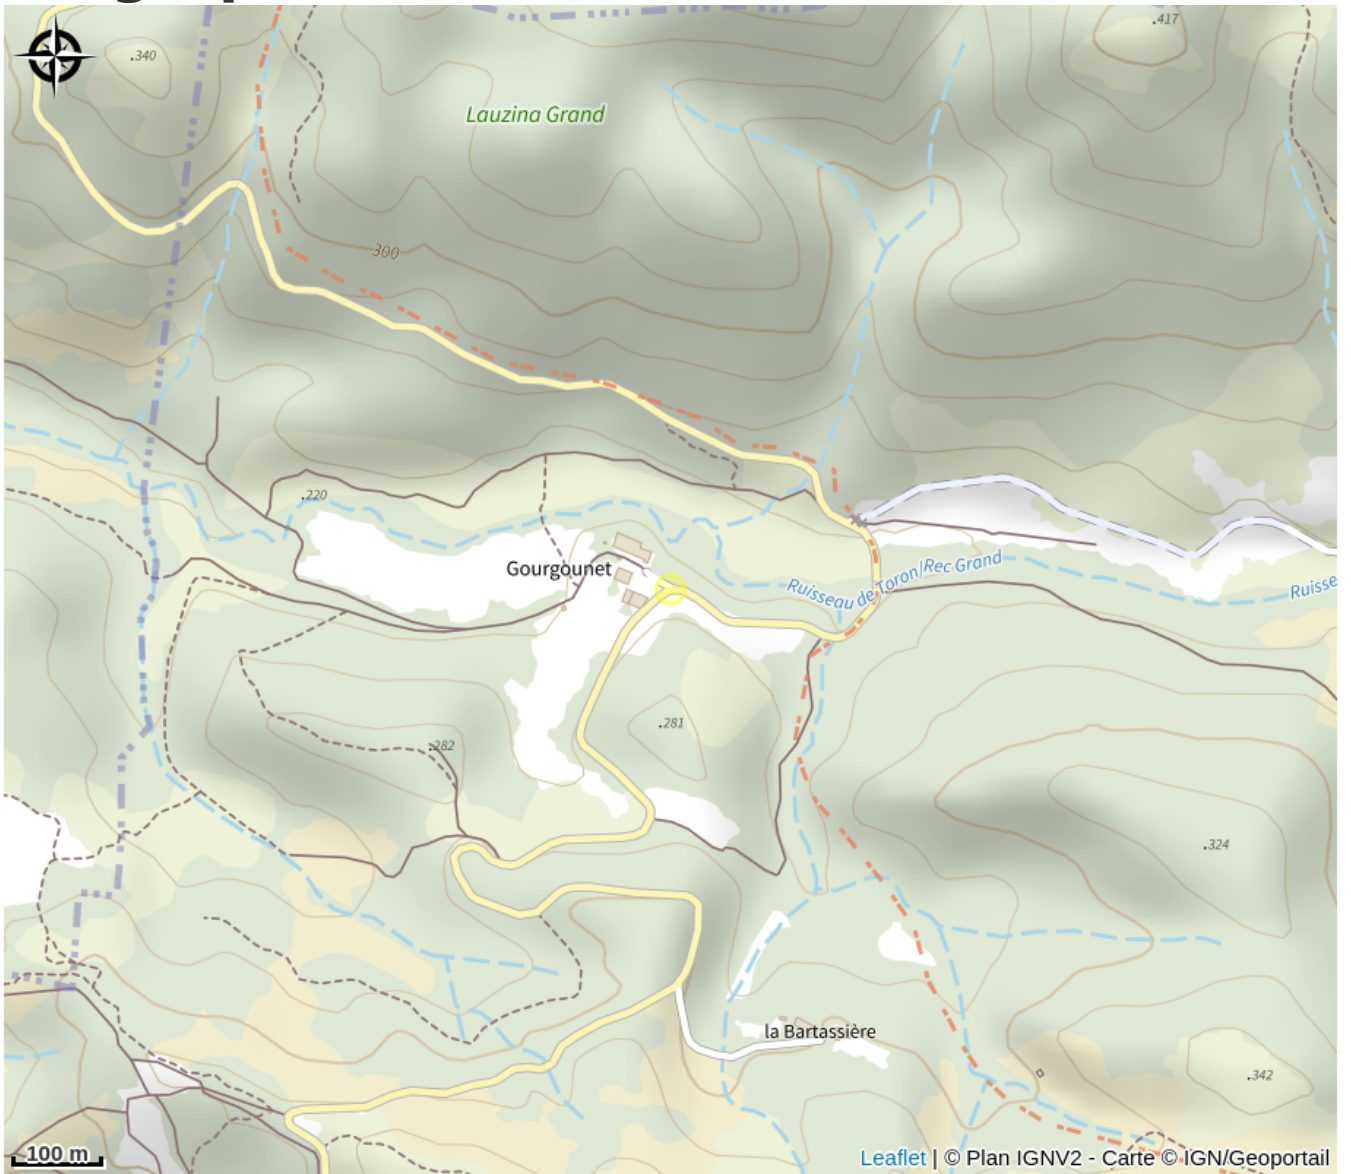 .417
.340
Lauzina Grand
300
.220
Gourgounet
Ruisseau de Toron/Rec Grand
Ruisse
.281
.282
.324
la Bartassière
.342
100 m
Leaflet | © Plan IGNV2 - Carte © IGN/Geoportail